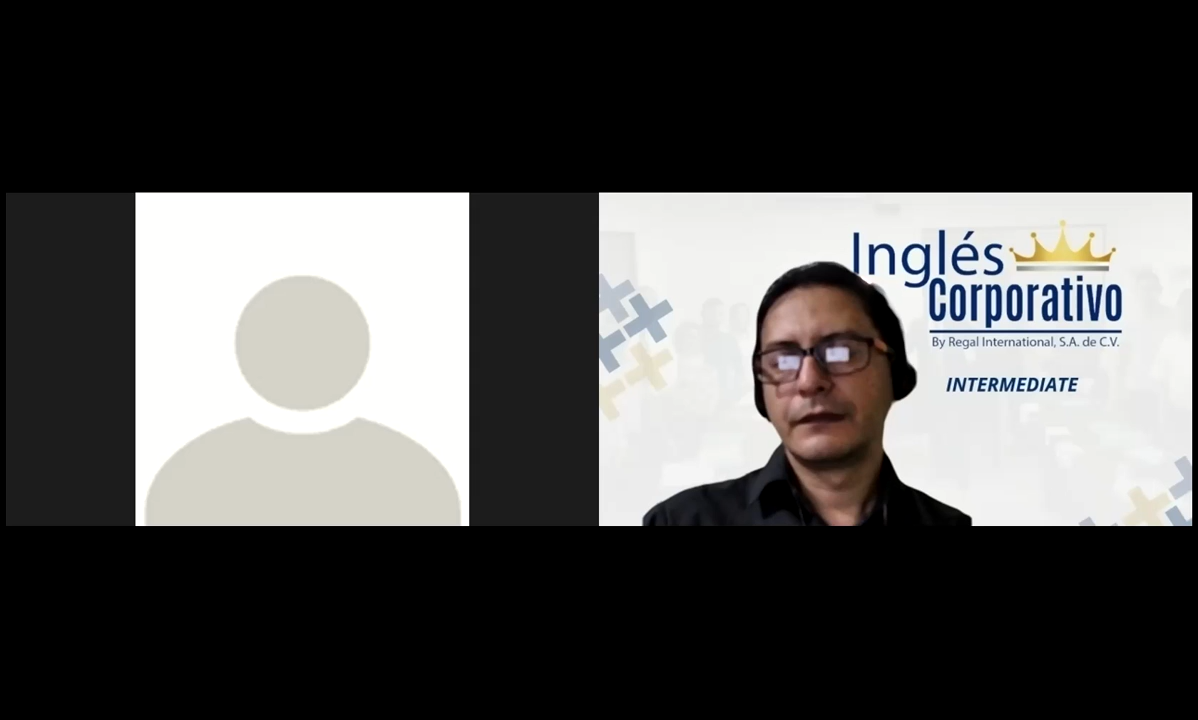 Inglés
Corporativo
By Regal International, S.A. de C.V.
INTERMEDIATE